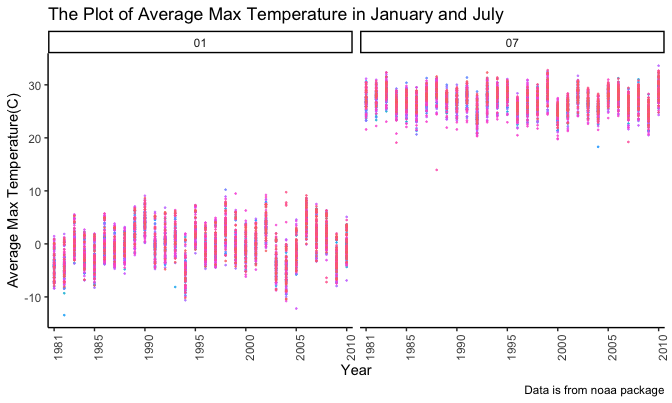 The Plot of Average Max Temperature in January and July
01 07
Average Max Temperature(C)
30
20
10
0
-10
1981 1985 1990 1995 2000 2005 2010 1981 1985 1990 1995 2000 2005 2010
Year
Data is from noaa package